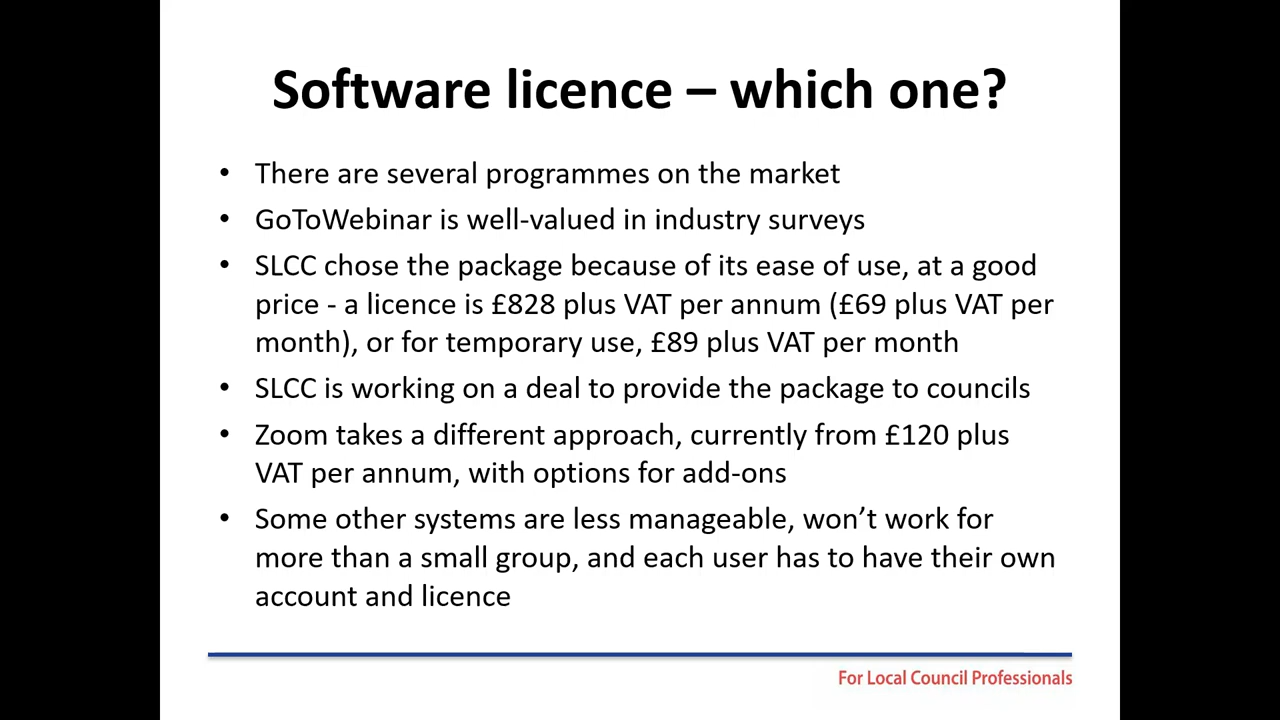 Software licence – which one?
• There are several programmes on the market
• GoToWebinar is well-valued in industry surveys
• SLCC chose the package because of its ease of use, at a good
price - a licence is £828 plus VAT per annum (£69 plus VAT per
month), or for temporary use, £89 plus VAT per month
• SLCC is working on a deal to provide the package to councils
• Zoom takes a different approach, currently from £120 plus
VAT per annum, with options for add-ons
• Some other systems are less manageable, won’t work for
more than a small group, and each user has to have their own
account and licence
For Local Council Professionals